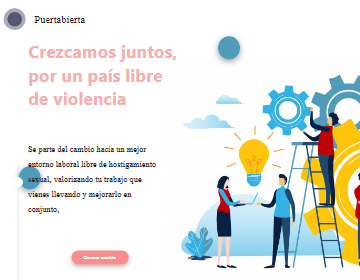 Puertabierta
Crezcamos juntos,
por un país libre
de violencia
Se parte del cambio hacia un mejor
entorno laboral libre de hostigamiento
sexual, valorizando tu trabajo que
vienes llevando y mejorarlo en
conjunto,